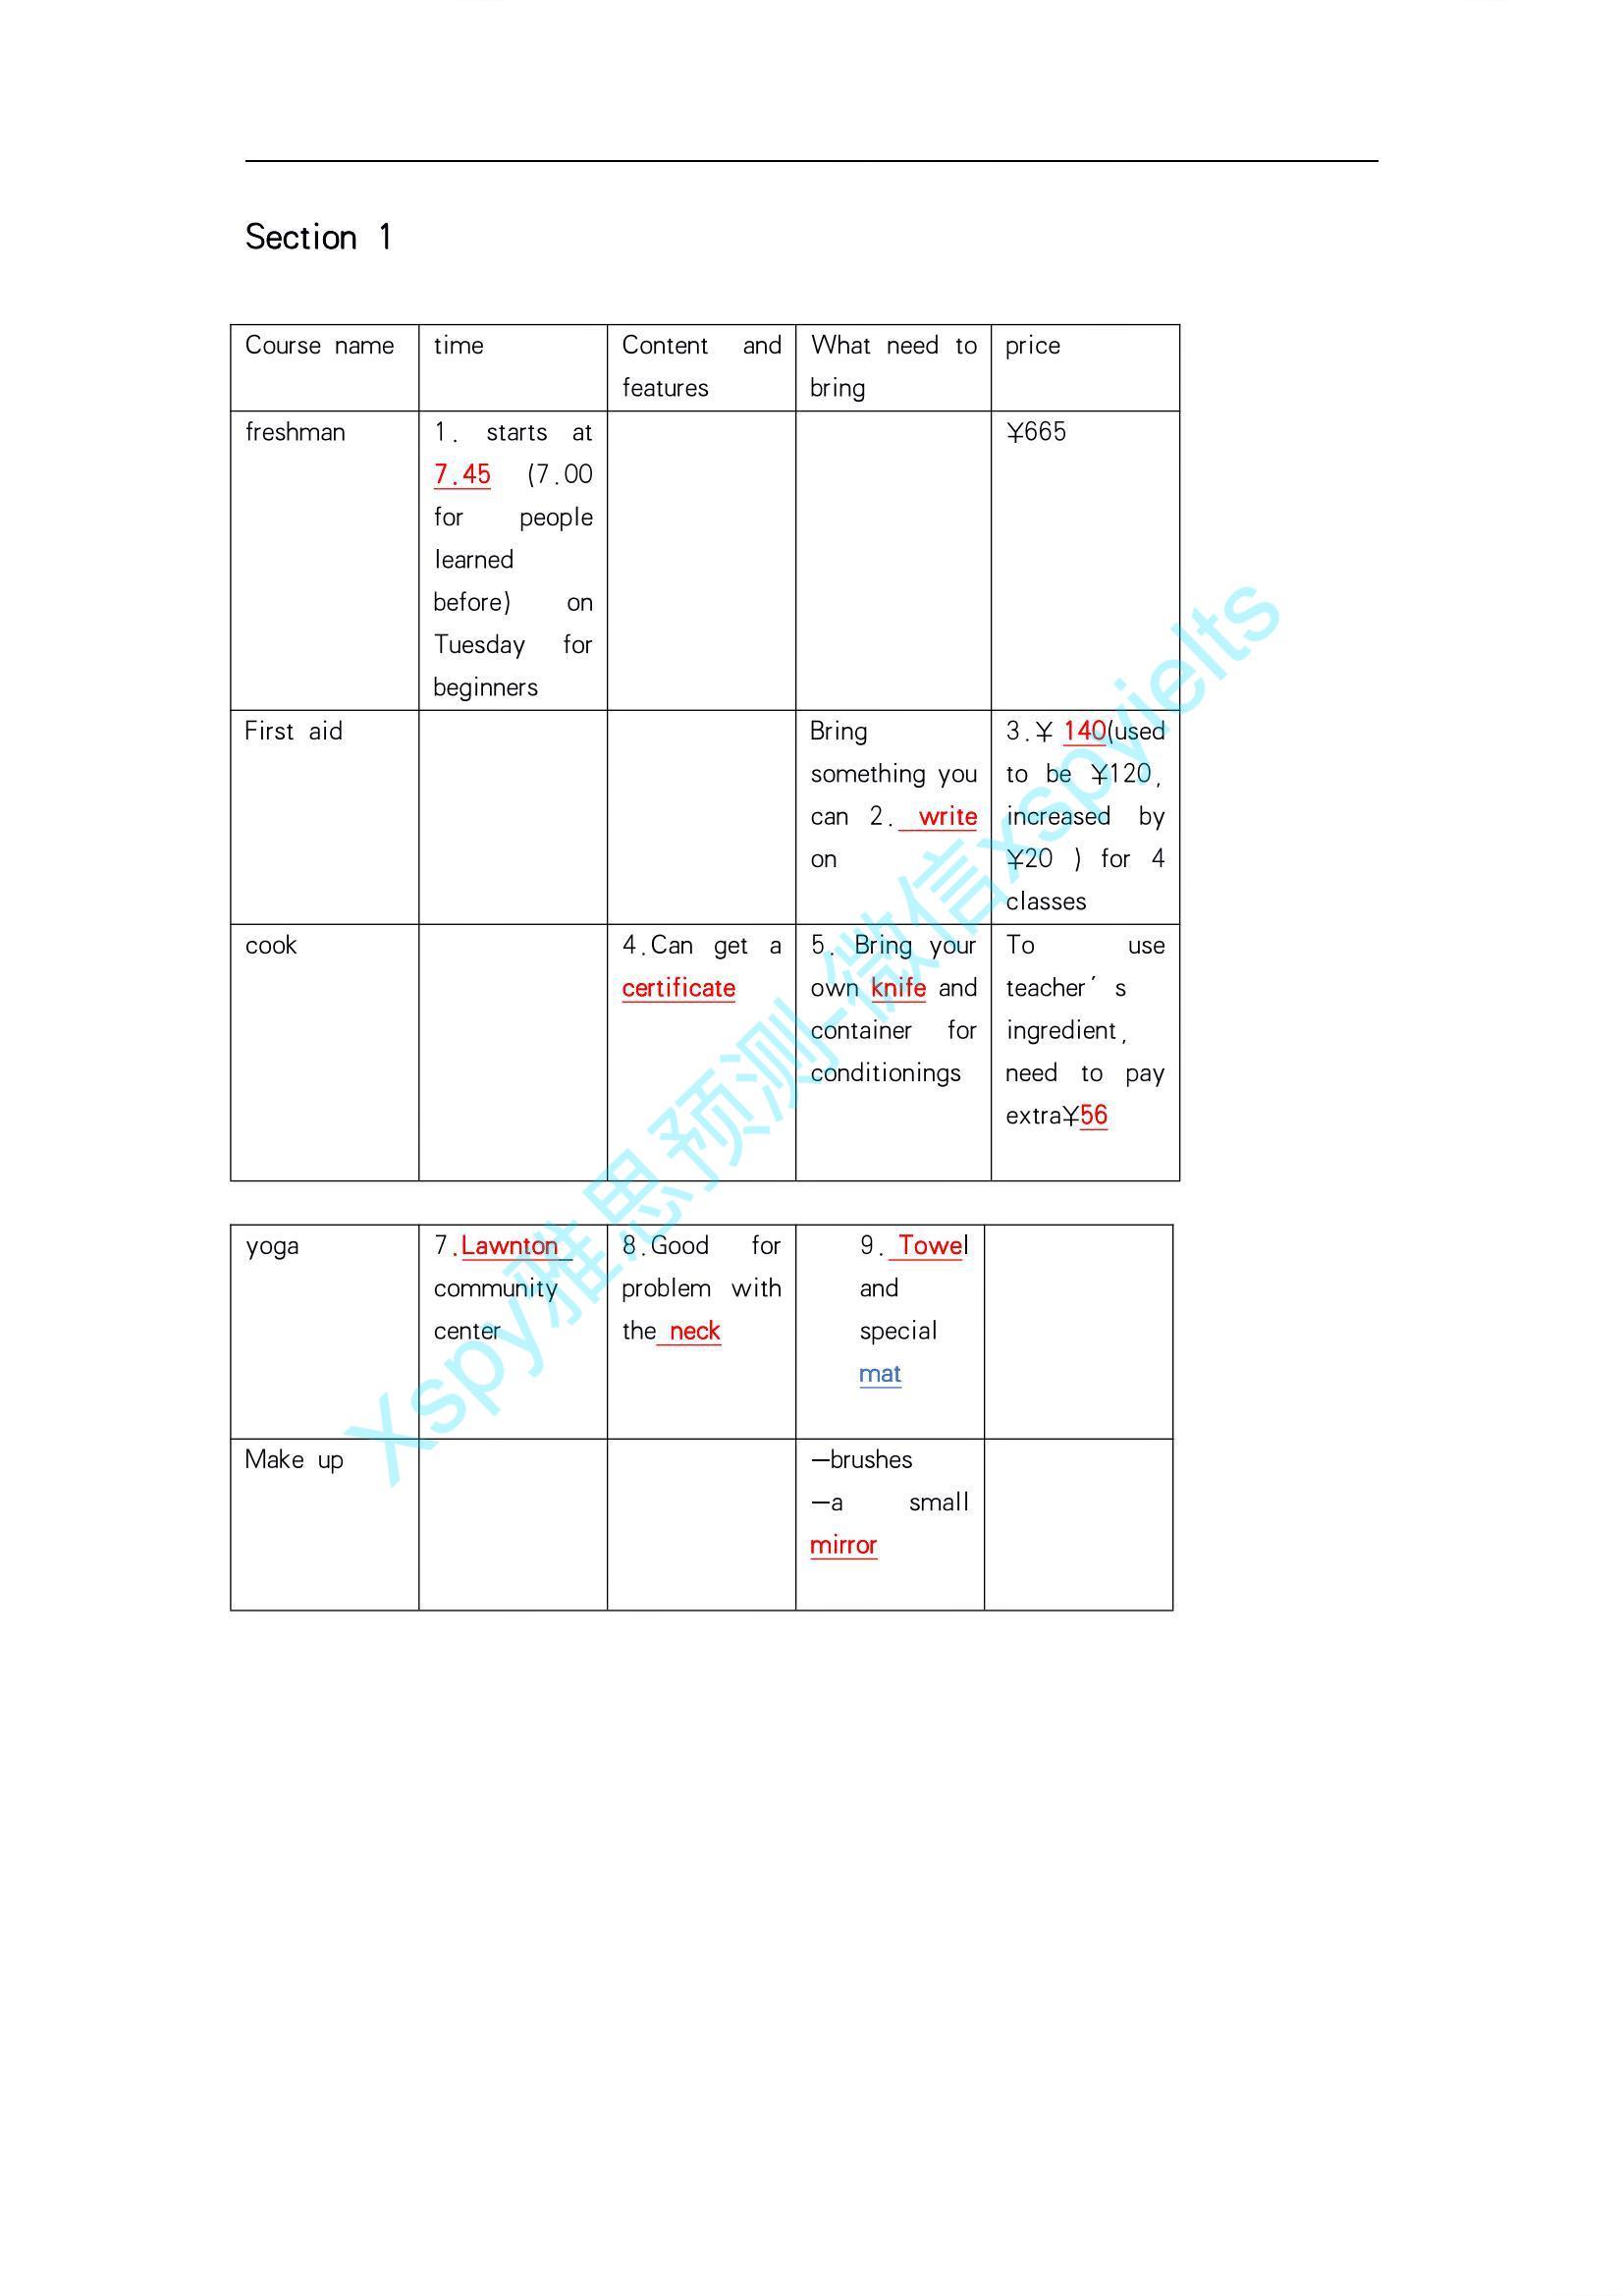 Section 1
Course name
time
Content and
features
What need to
bring
price
freshman
1. starts at
7.45 (7.00
for people
learned
before) on
Tuesday for
beginners
¥665
First aid
Bring
something you
can 2. write
on
3.¥ 140(used
to be ¥120,
increased by
¥20 ) for 4
classes
cook
4.Can get a
certificate
5. Bring your
own knife and
container for
conditionings
To use
teacher' s
ingredient,
need to pay
extra¥56
yoga
7.Lawnton
community
center
8.Good for
problem with
the neck
9. Towel
and
special
mat
Make up
—brushes
—a small
mirror
Xspy雅思预测-微信xspyielts